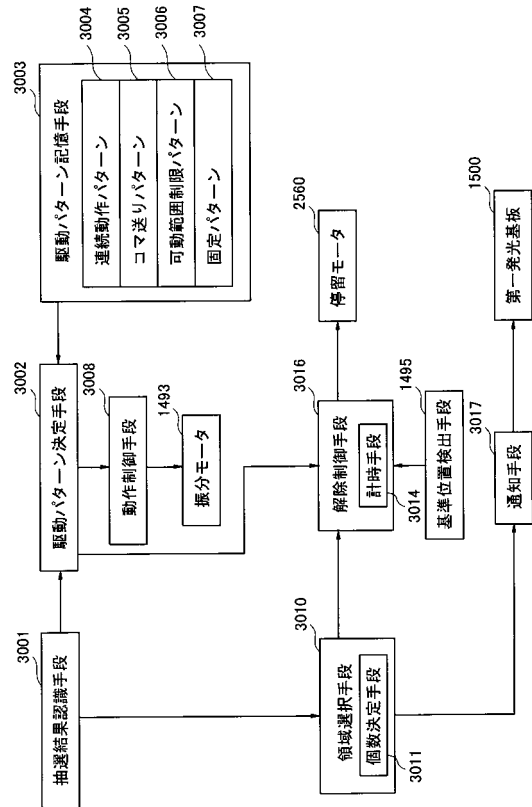 3001
抽選結果認識手段
3002
駆動パターン決定手段
3003
駆動パターン記憶手段
連続動作パターン
3004
コマ送りパターン
3005
可動範囲制限パターン
3006
固定パターン
3007
3008
動作制御手段
1493
振分モータ
3010
領域選択手段
個数決定手段
3011
3016
解除制御手段
計時手段
3014
2560
停留モータ
1495
基準位置検出手段
3017
通知手段
1500
第一発光基板